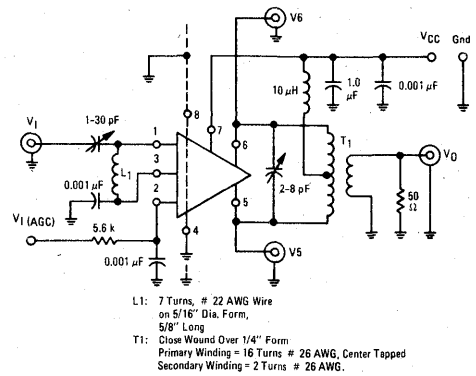 V6
VCC Gnd
8
10 μH
1.0 μF
0.001 μF
VI
1-30 pF
1
7
3
L1
6
T1
VO
0.001 μF
2
2-8 pF
5
50 Ω
VI (AGC)
5.6 k
4
V5
0.001 μF
L1: 7 Turns, # 22 AWG Wire
on 5/16" Dia. Form,
5/8" Long
T1: Close Wound Over 1/4" Form
Primary Winding = 16 Turns # 26 AWG, Center Tapped
Secondary Winding = 2 Turns # 26 AWG.